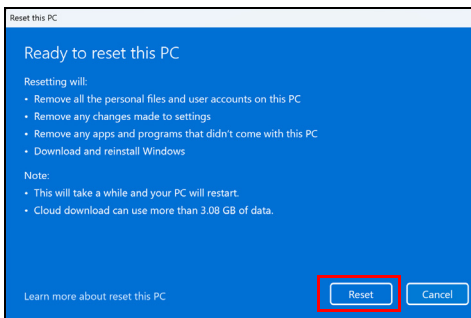 Reset this PC
Ready to reset this PC
Resetting will:
• Remove all the personal files and user accounts on this PC
• Remove any changes made to settings
• Remove any apps and programs that didn't come with this PC
• Download and reinstall Windows
Note:
• This will take a while and your PC will restart.
• Cloud download can use more than 3.08 GB of data.
Learn more about reset this PC
Reset
Cancel